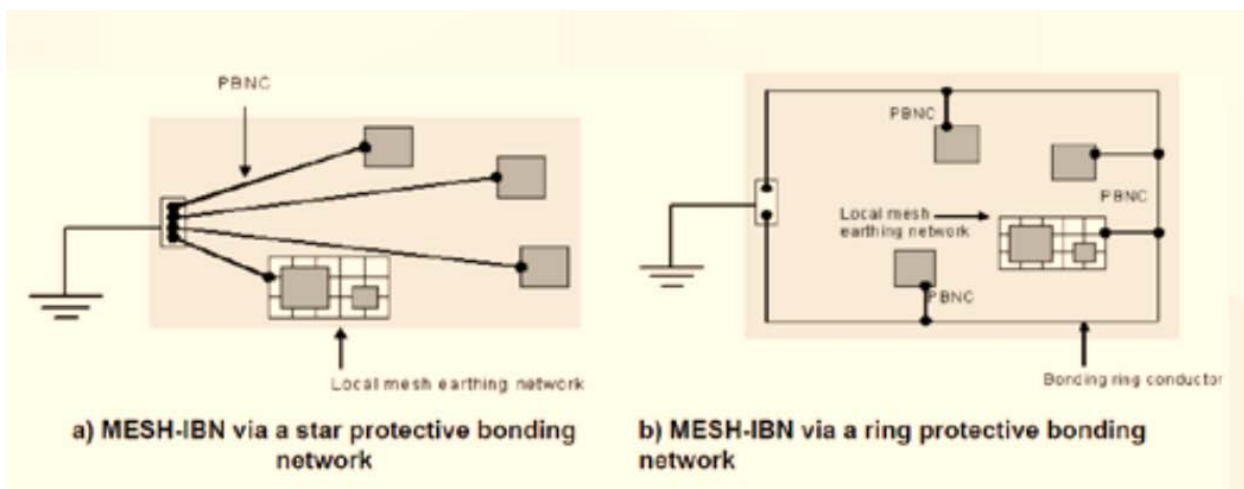 PBNC
Local mesh earthing network
a) MESH-IBN via a star protective bonding
network
PBNC
PBNC
Local mesh
earthing network
PBNC
Bonding ring conductor
b) MESH-IBN via a ring protective bonding
network